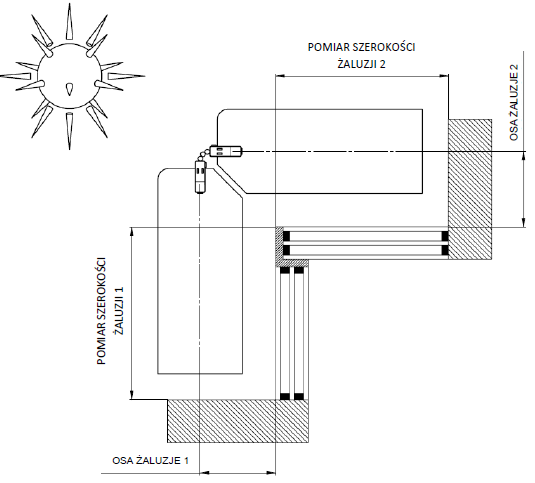 POMIAR SZEROKOŚCI
ŻALUZJI 2
OSA ŻALUZJE 2
POMIAR SZEROKOŚCI
ŻALUZJI 1
OSA ŻALUZJE 1